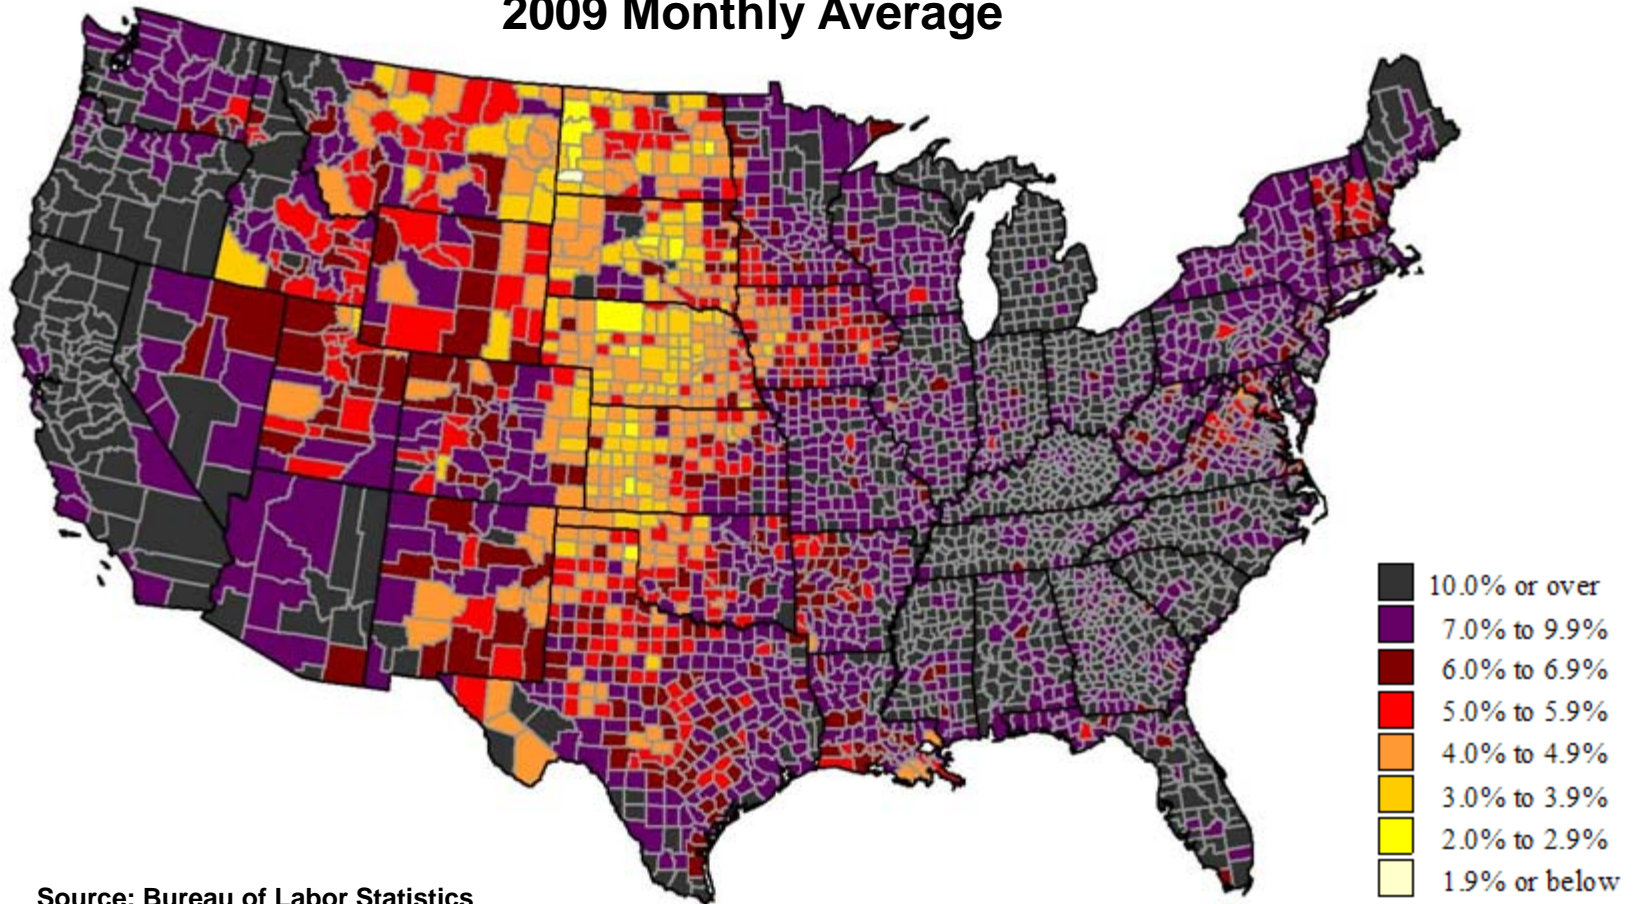 2009 Monthly Average
10.0% or over
7.0% to 9.9%
6.0% to 6.9%
5.0% to 5.9%
4.0% to 4.9%
3.0% to 3.9%
2.0% to 2.9%
1.9% or below
Source: Bureau of Labor Statistics